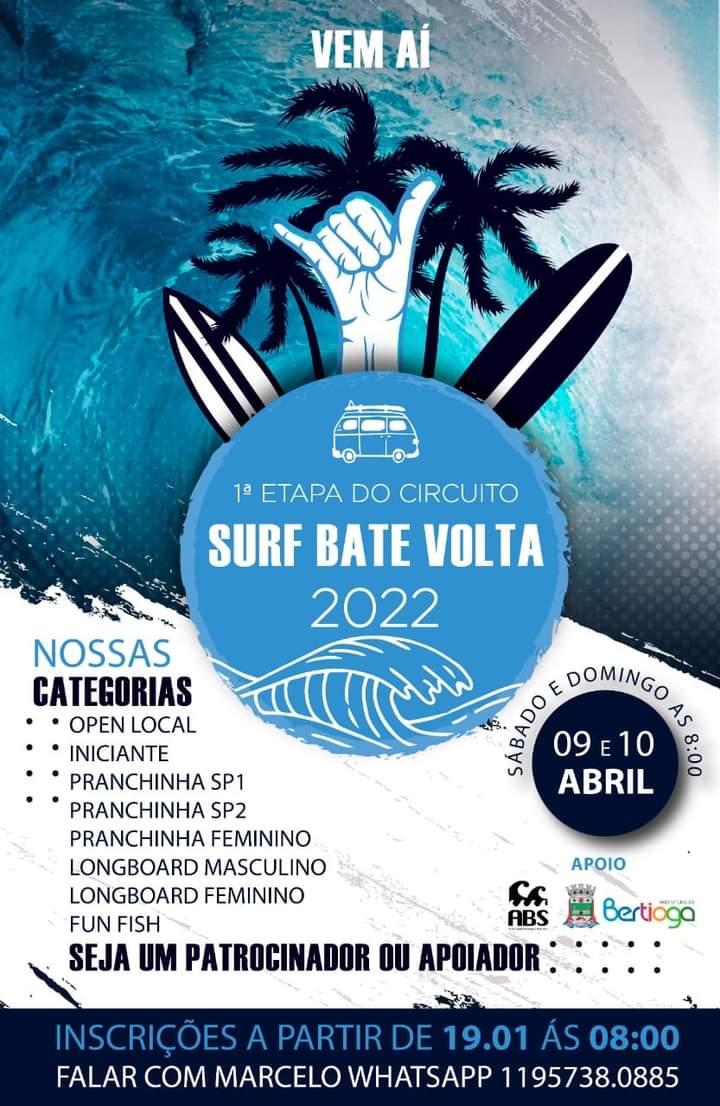 VEM AÍ
1ª ETAPA DO CIRCUITO
SURF BATE VOLTA
2022
NOSSAS
CATEGORIAS
OPEN LOCAL
INICIANTE
PRANCHINHA SP1
PRANCHINHA SP2
PRANCHINHA FEMININO
LONGBOARD MASCULINO
LONGBOARD FEMININO
FUN FISH
SÁBADO E DOMINGO AS 8:00
09 E 10
ABRIL
APOIO
ABS
Bertioga
SEJA UM PATROCINADOR OU APOIADOR
INSCRIÇÕES A PARTIR DE 19.01 ÁS 08:00
FALAR COM MARCELO WHATSAPP 1195738.0885